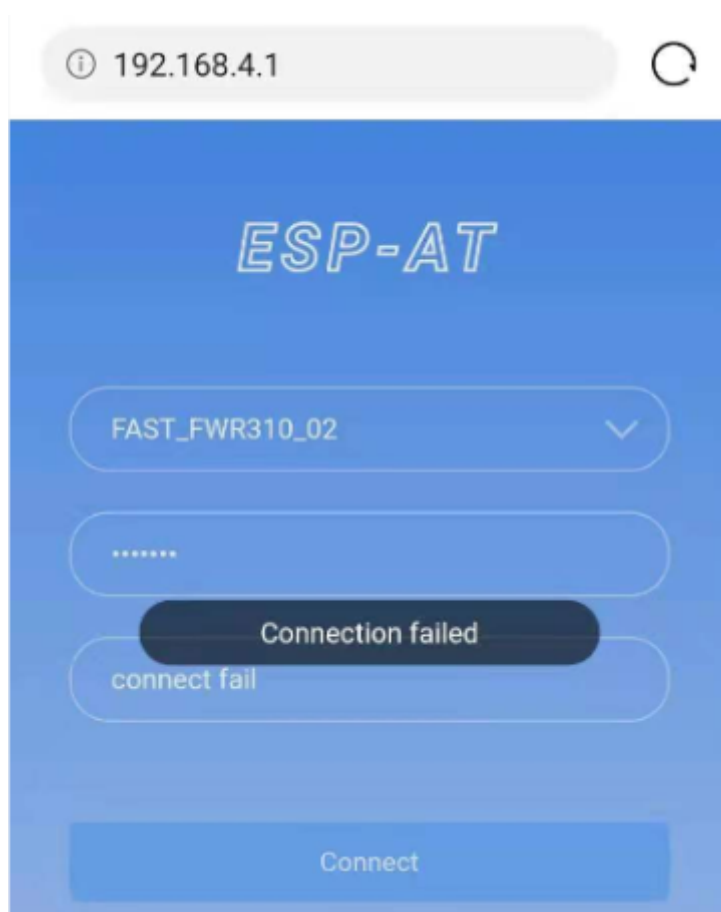 192.168.4.1
ESP-AT
FAST_FWR310_02
•••••••
Connection failed
connect fail
Connect